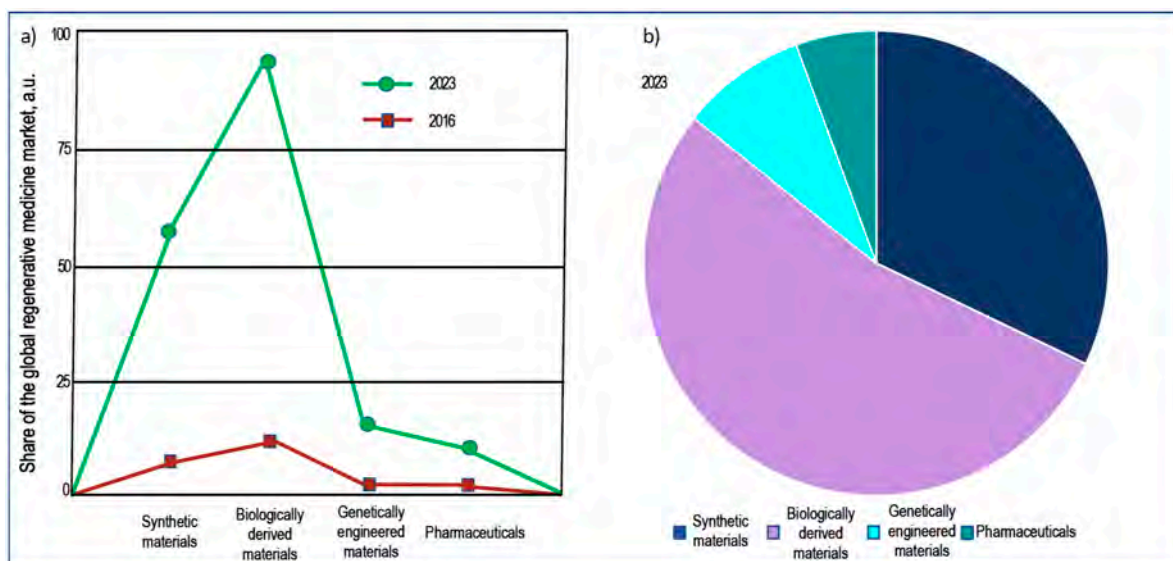 a)
Share of the global regenerative medicine market, a.u.
100
75
50
25
0
2023
2016
Synthetic
materials
Biologically
derived
materials
Genetically
engineered
materials
Pharmaceuticals
b)
2023
Synthetic
materials
Biologically
derived
materials
Genetically
engineered
materials
Pharmaceuticals